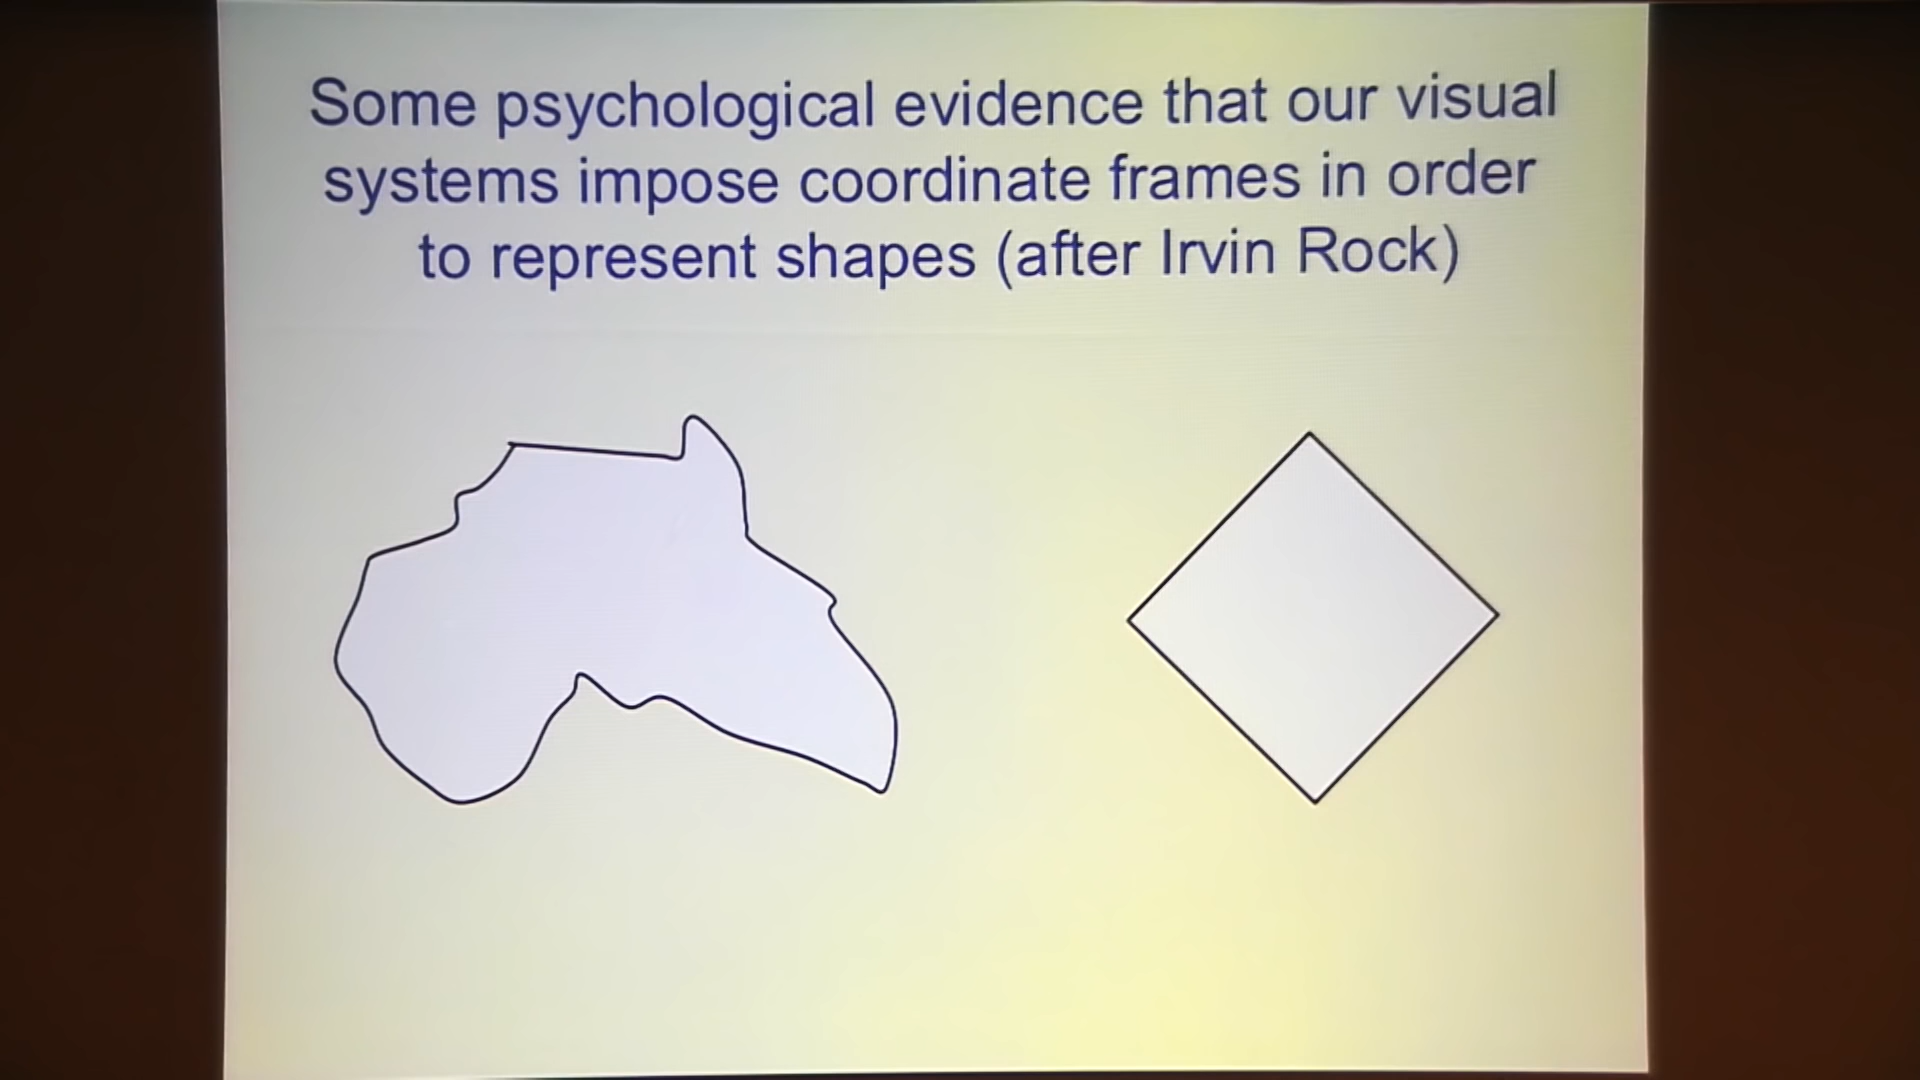 Some psychological evidence that our visual
systems impose coordinate frames in order
to represent shapes (after Irvin Rock)